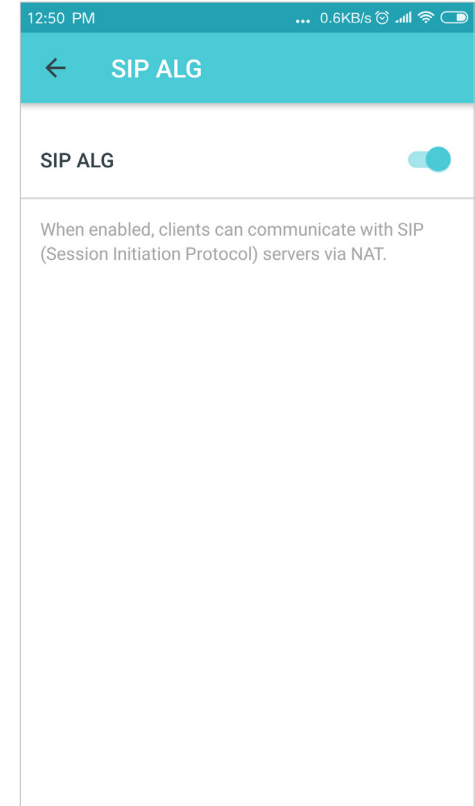 12:50 PM ... 0.6KB/s
SIP ALG
SIP ALG
When enabled, clients can communicate with SIP
(Session Initiation Protocol) servers via NAT.